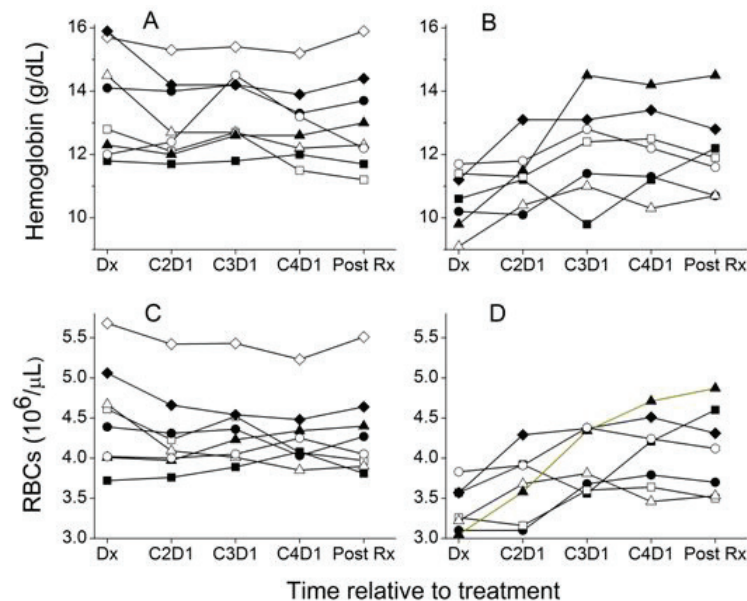 A
B
Hemoglobin (g/dL)
16
14
12
10
16
14
12
10
Dx C2D1 C3D1 C4D1 Post Rx
Dx C2D1 C3D1 C4D1 Post Rx
C
D
RBCs (10⁶/μL)
5.5
5.0
4.5
4.0
3.5
3.0
5.5
5.0
4.5
4.0
3.5
3.0
Dx C2D1 C3D1 C4D1 Post Rx
Dx C2D1 C3D1 C4D1 Post Rx
Time relative to treatment